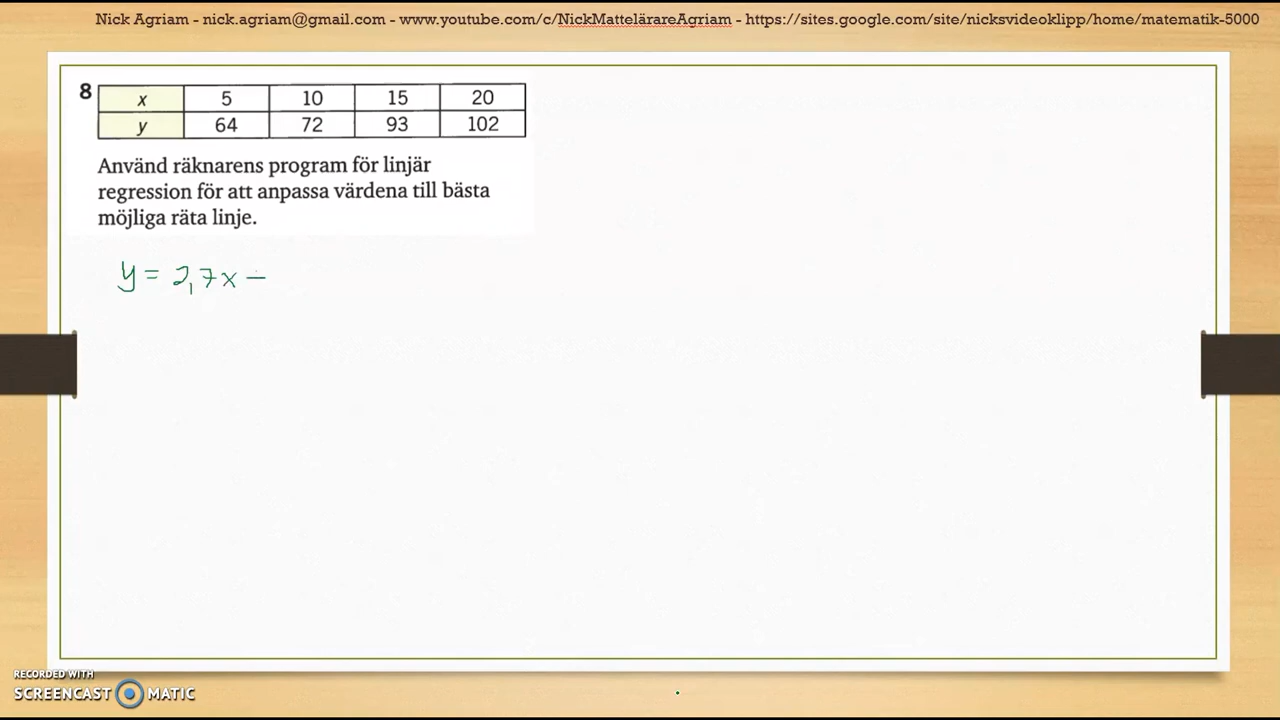 Nick Agriam - nick.agriam@gmail.com - www.youtube.com/c/NickMattelärareAgriam - https://sites.google.com/site/nicksvideoklipp/home/matematik-5000
8 x 5 10 15 20
y 64 72 93 102
Använd räknarens program för linjär
regression för att anpassa värdena till bästa
möjliga räta linje.
y = 2,7x –
RECORDED WITH
SCREENCAST MATIC